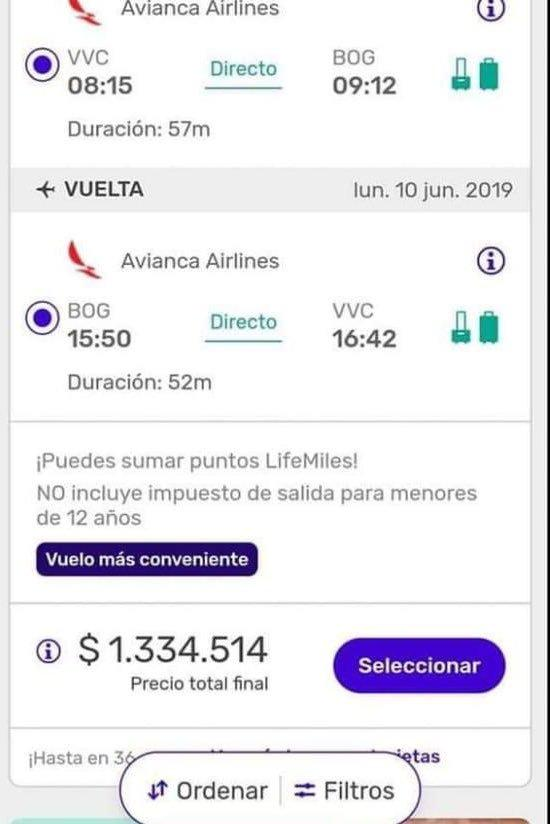 Avianca Airlines
VVC
Directo
BOG
08:15
09:12
Duración: 57m
VUELTA
lun. 10 jun. 2019
Avianca Airlines
BOG
Directo
VVC
15:50
16:42
Duración: 52m
¡Puedes sumar puntos LifeMiles!
NO incluye impuesto de salida para menores
de 12 años
Vuelo más conveniente
$ 1.334.514
Precio total final
Seleccionar
¡Hasta en 36
Ordenar
Filtros